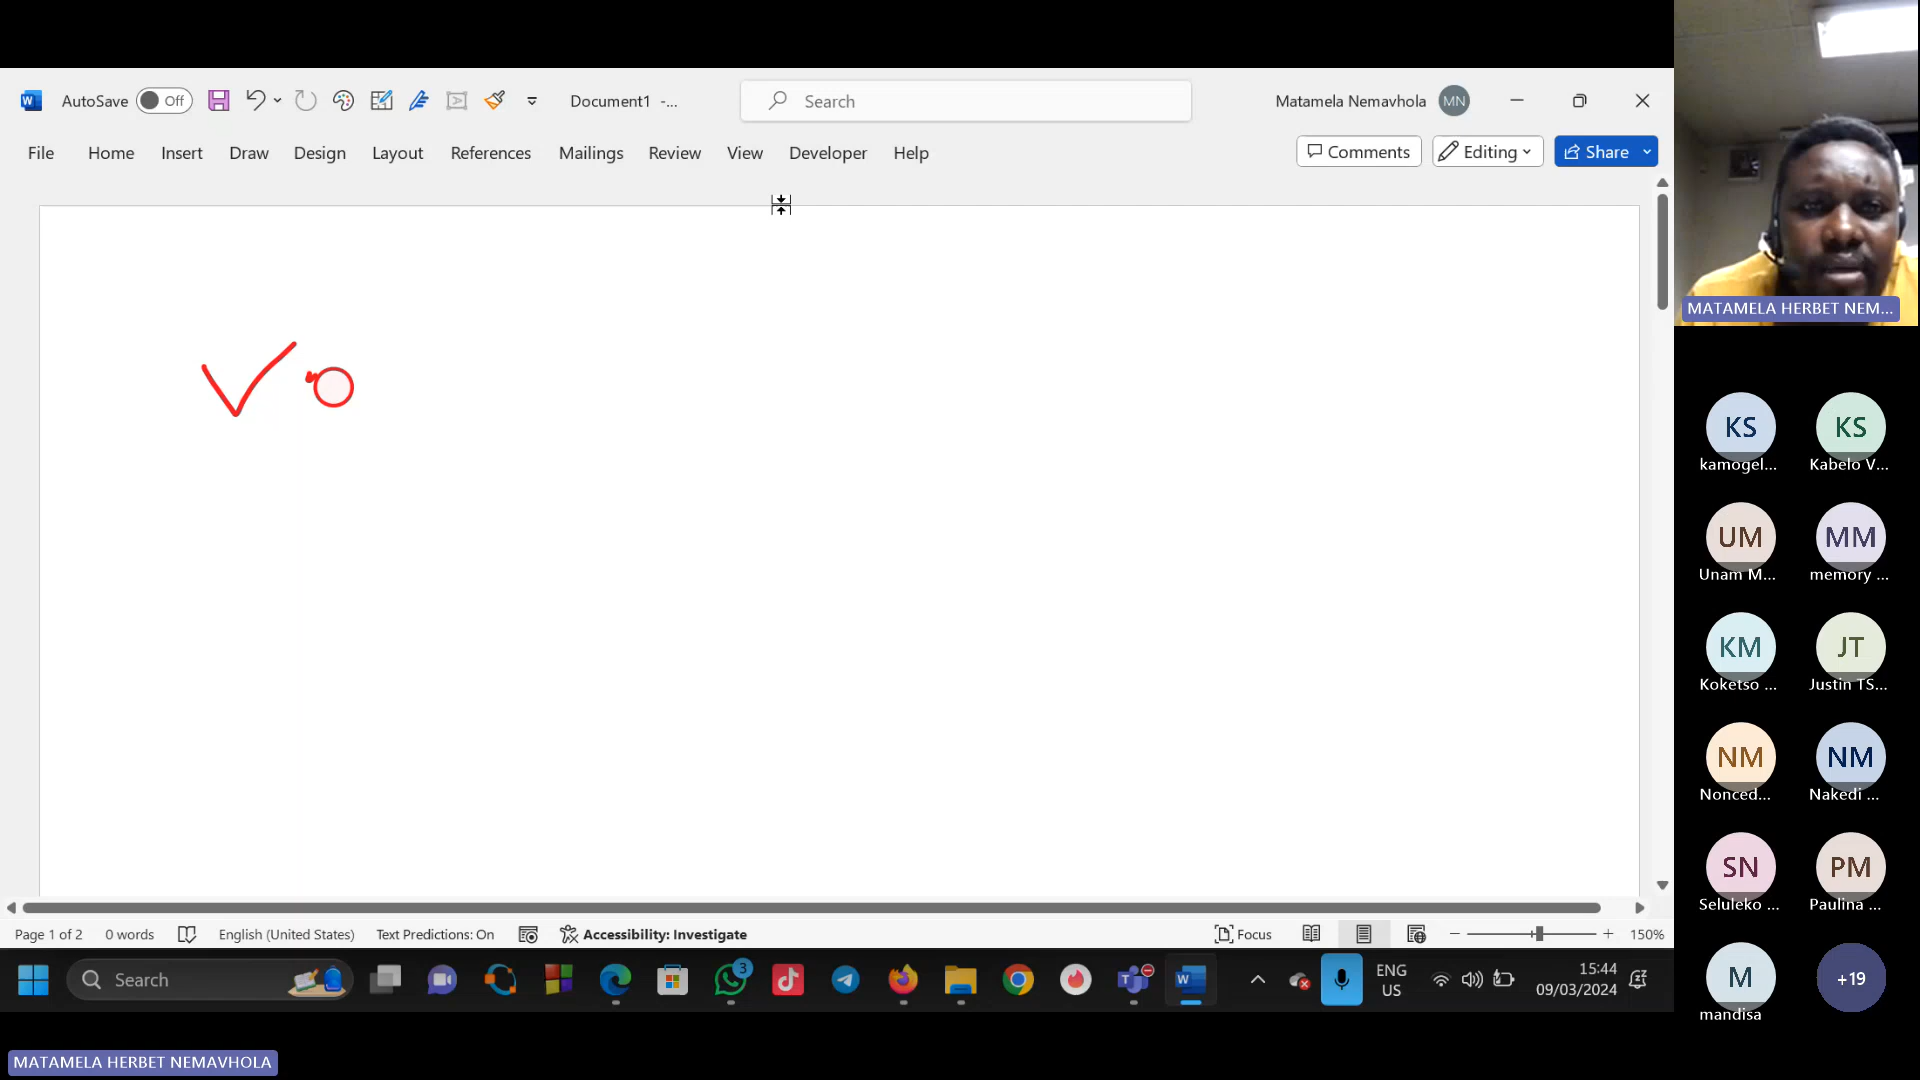 AutoSave Off Document1 -... Search Matamela Nemavhola MN
File Home Insert Draw Design Layout References Mailings Review View Developer Help Comments Editing Share
MATAMELA HERBET NEM...
KS KS
kamogel... Kabelo V...
UM MM
Unam M... memory ...
KM JT
Koketso ... Justin TS...
NM NM
Nonced... Nakedi ...
SN PM
Seluleko ... Paulina ...
M +19
mandisa
Page 1 of 2 0 words English (United States) Text Predictions: On Accessibility: Investigate Focus 150%
Search 3 ENG US 15:44 09/03/2024
MATAMELA HERBET NEMAVHOLA